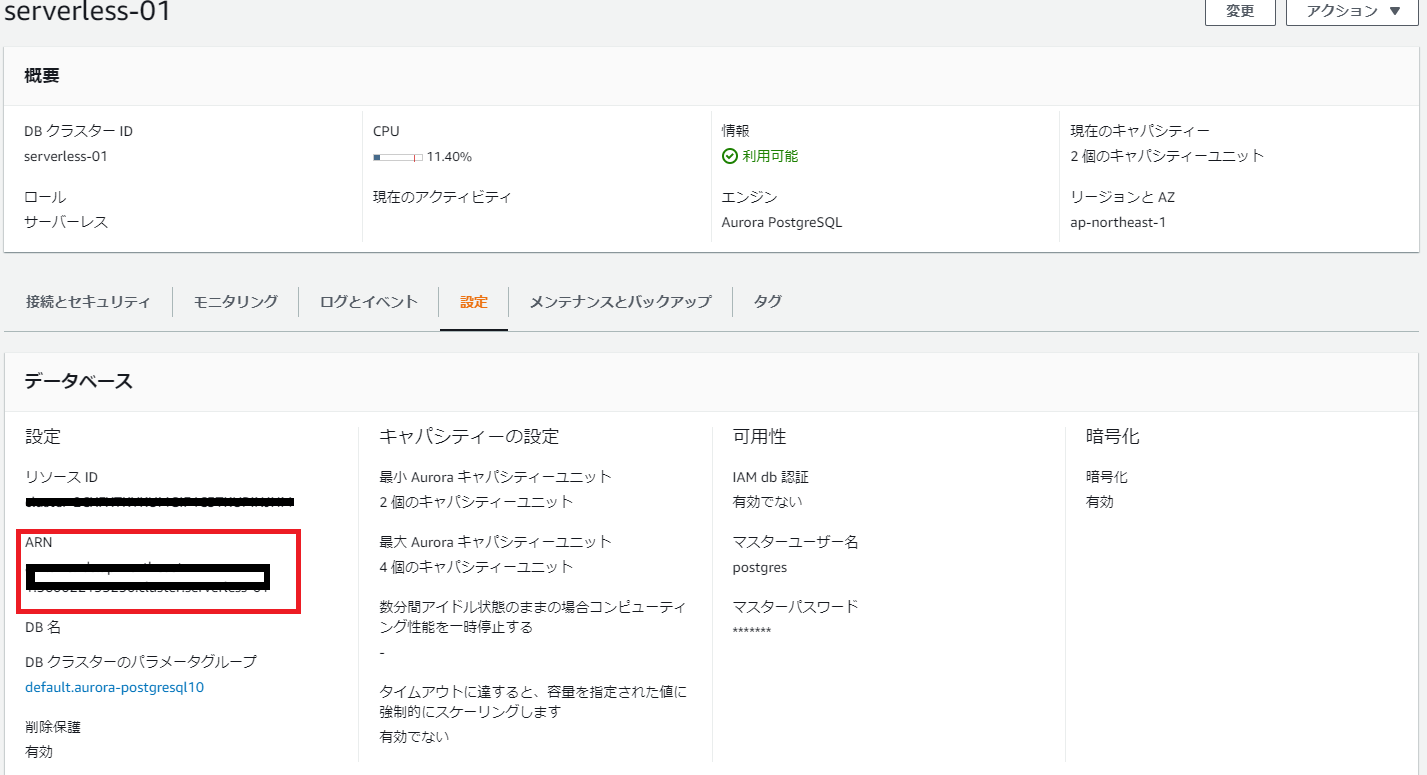 serverless-01
変更
アクション ▼
概要
DB クラスター ID
serverless-01
CPU
11.40%
情報
利用可能
現在のキャパシティー
2 個のキャパシティーユニット
ロール
サーバーレス
現在のアクティビティ
エンジン
Aurora PostgreSQL
リージョンと AZ
ap-northeast-1
接続とセキュリティ
モニタリング
ログとイベント
設定
メンテナンスとバックアップ
タグ
データベース
設定
リソース ID
ARN
DB 名
DB クラスターのパラメータグループ
default.aurora-postgresql10
削除保護
有効
キャパシティーの設定
最小 Aurora キャパシティーユニット
2 個のキャパシティーユニット
最大 Aurora キャパシティーユニット
4 個のキャパシティーユニット
数分間アイドル状態のままの場合コンピューティ
ング性能を一時停止する
-
タイムアウトに達すると、容量を指定された値に
強制的にスケーリングします
有効でない
可用性
IAM db 認証
有効でない
マスターユーザー名
postgres
マスターパスワード
*******
暗号化
暗号化
有効